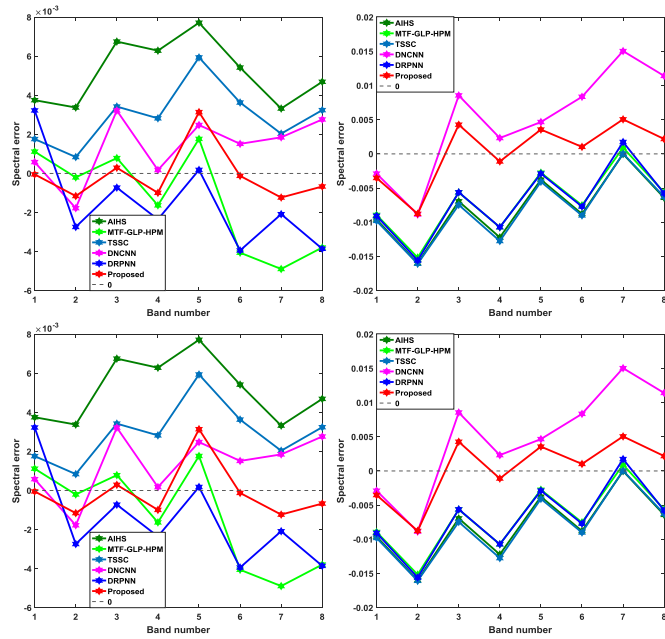 ×10⁻³
8
6
4
2
0
-2
-4
-6
Spectral error
1 2 3 4 5 6 7 8
Band number
AIHS
MTF-GLP-HPM
TSSC
DNCNN
DRPNN
Proposed
0
0.02
0.015
0.01
0.005
0
-0.005
-0.01
-0.015
-0.02
Spectral error
1 2 3 4 5 6 7 8
Band number
AIHS
MTF-GLP-HPM
TSSC
DNCNN
DRPNN
Proposed
0
×10⁻³
8
6
4
2
0
-2
-4
-6
Spectral error
1 2 3 4 5 6 7 8
Band number
AIHS
MTF-GLP-HPM
TSSC
DNCNN
DRPNN
Proposed
0
0.02
0.015
0.01
0.005
0
-0.005
-0.01
-0.015
-0.02
Spectral error
1 2 3 4 5 6 7 8
Band number
AIHS
MTF-GLP-HPM
TSSC
DNCNN
DRPNN
Proposed
0